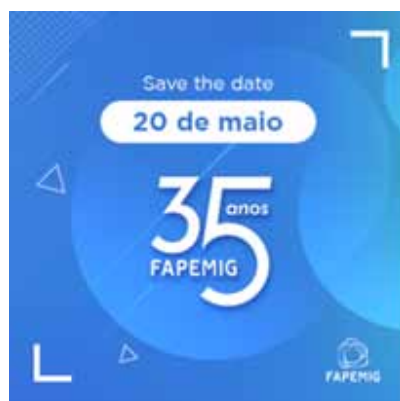 Save the date
20 de maio
35
anos
FAPEMIG
FAPEMIG